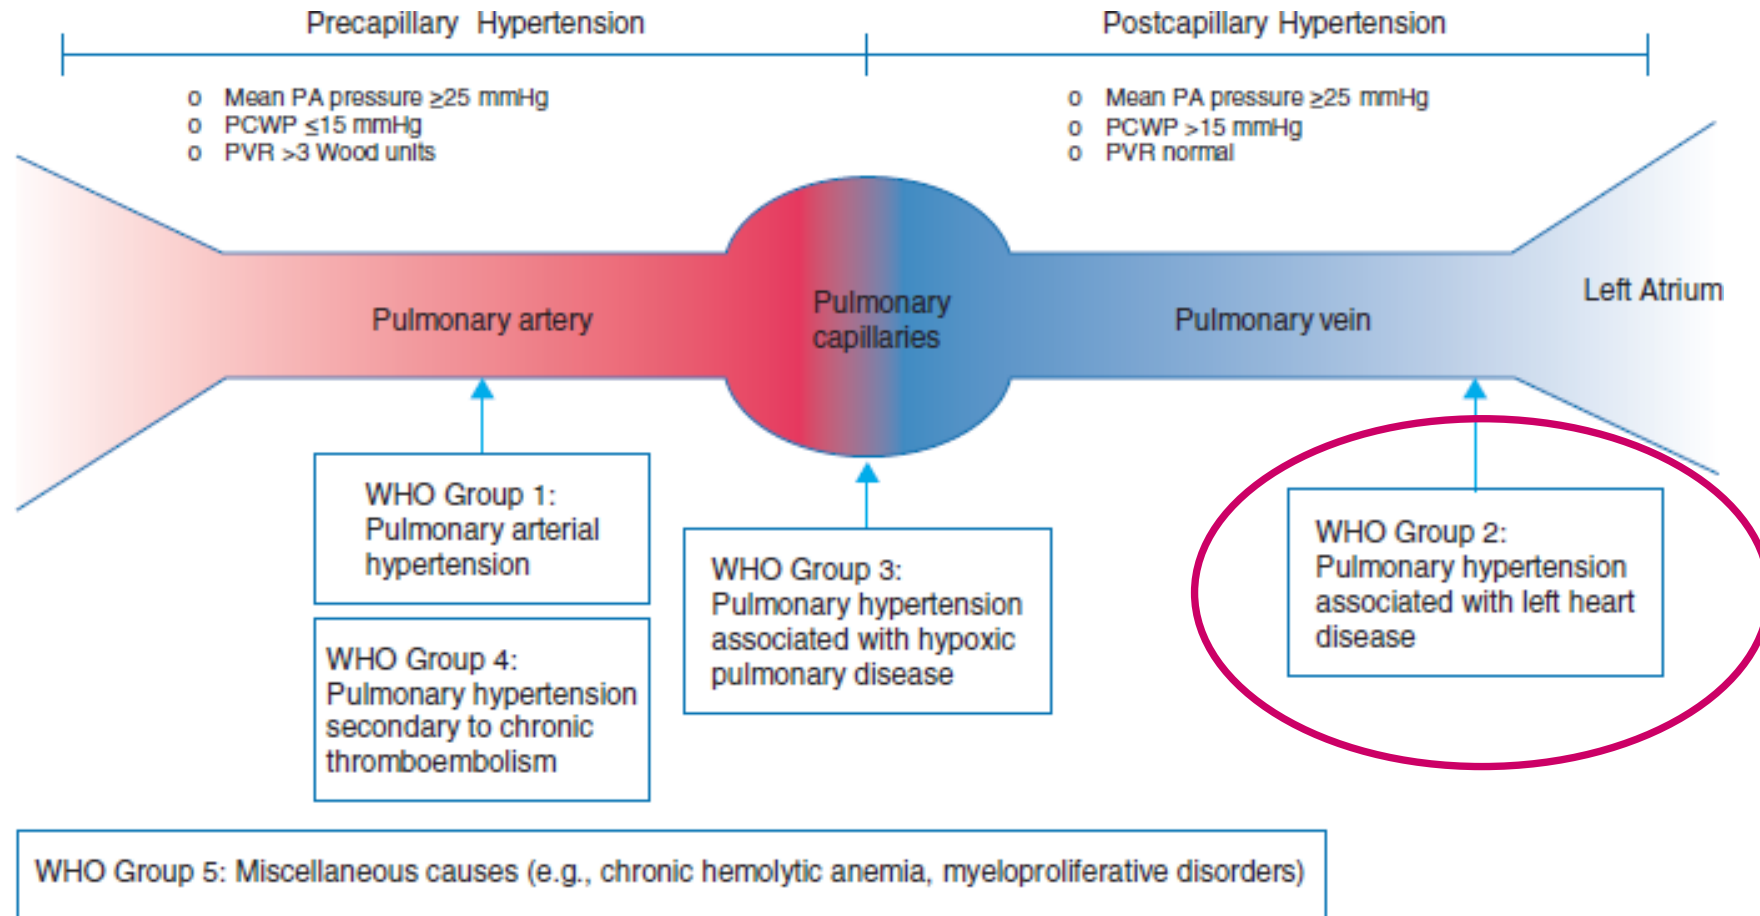 Precapillary Hypertension
Postcapillary Hypertension
o Mean PA pressure ≥25 mmHg
o PCWP ≤15 mmHg
o PVR >3 Wood units
o Mean PA pressure ≥25 mmHg
o PCWP >15 mmHg
o PVR normal
Pulmonary artery
Pulmonary
capillaries
Pulmonary vein
Left Atrium
WHO Group 1:
Pulmonary arterial
hypertension
WHO Group 4:
Pulmonary hypertension
secondary to chronic
thromboembolism
WHO Group 3:
Pulmonary hypertension
associated with hypoxic
pulmonary disease
WHO Group 2:
Pulmonary hypertension
associated with left heart
disease
WHO Group 5: Miscellaneous causes (e.g., chronic hemolytic anemia, myeloproliferative disorders)